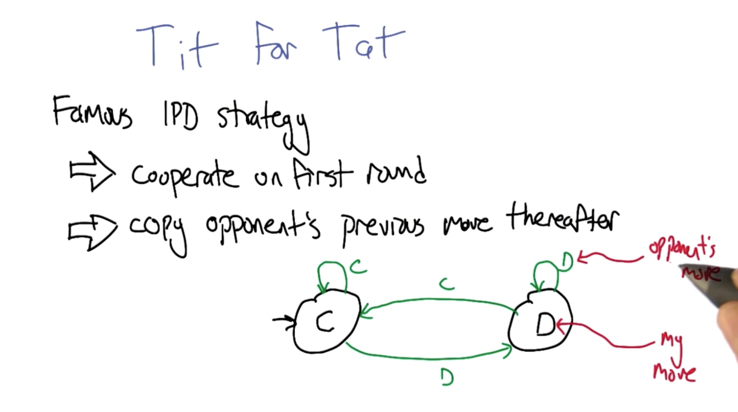 Tit For Tat
Famous IPD strategy
⇒ cooperate on first round
⇒ copy opponent's previous move thereafter
C
C
D
opponent's
move
C
D
my
move
D